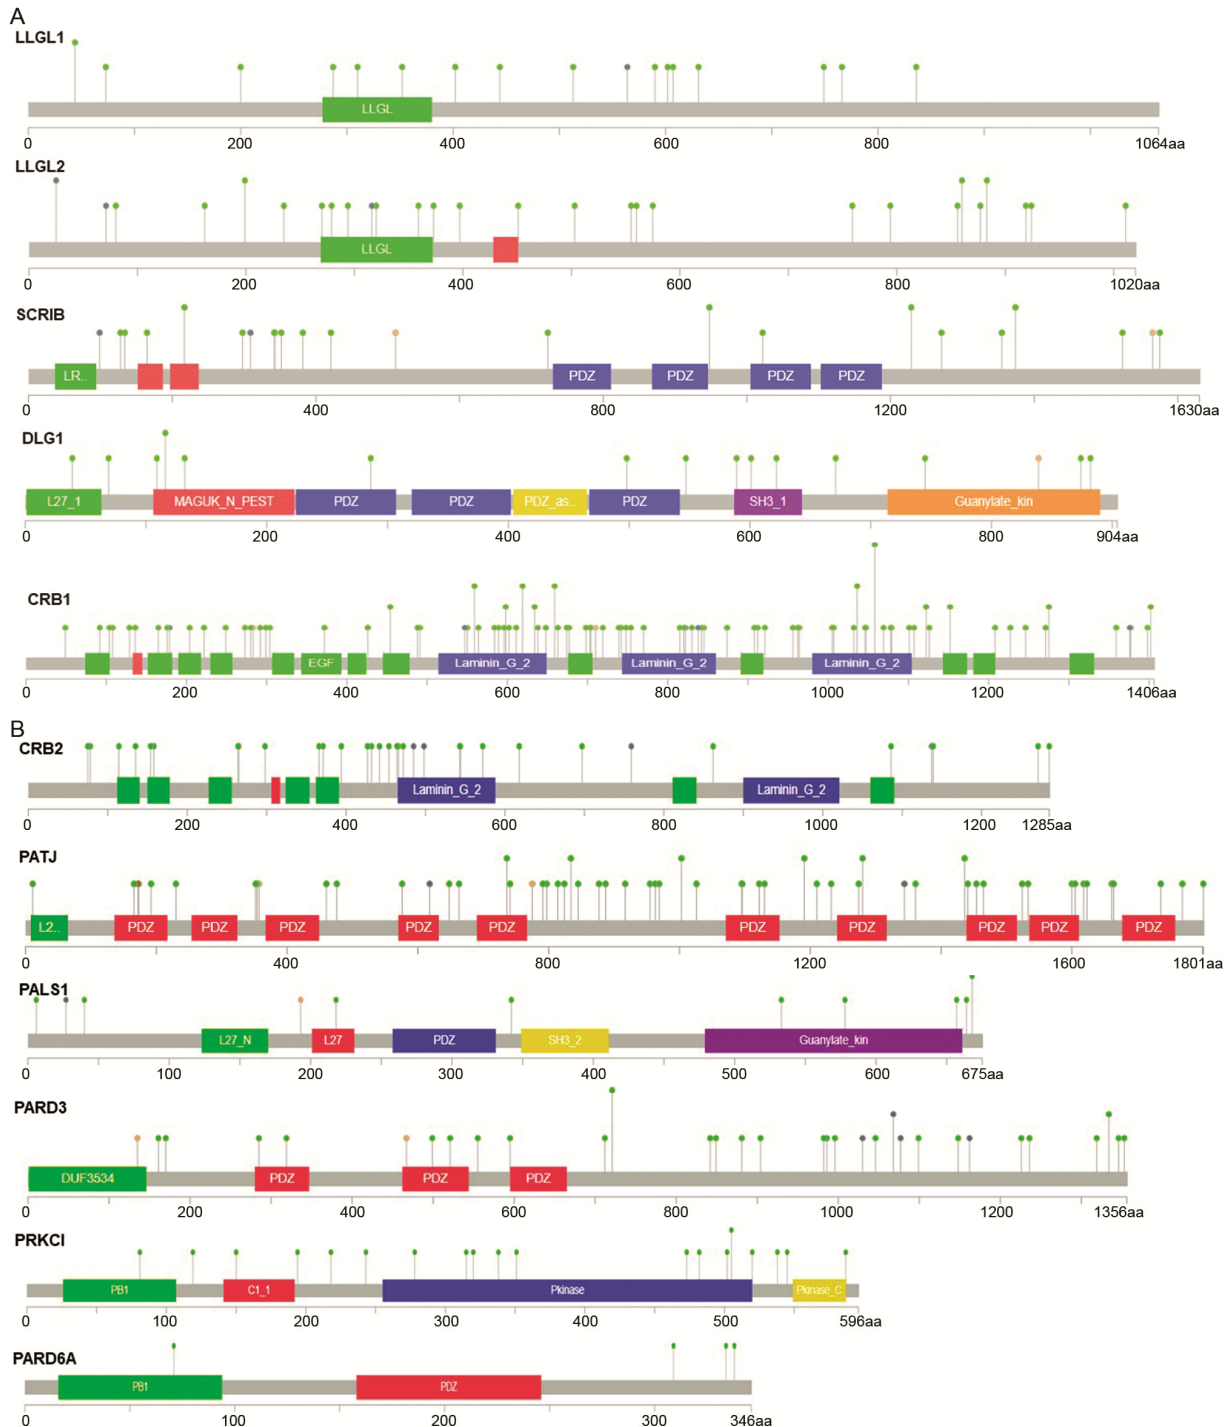 A
LLGL1
LLGL
0 200 400 600 800 1064aa
LLGL2
LLGL
0 200 400 600 800 1020aa
SCRIB
LR.. PDZ PDZ PDZ PDZ
0 400 800 1200 1630aa
DLG1
L27_1 MAGUK_N_PEST PDZ PDZ PDZ_as.. PDZ SH3_1 Guanylate_kin
0 200 400 600 800 904aa
CRB1
EGF Laminin_G_2 Laminin_G_2 Laminin_G_2
0 200 400 600 800 1000 1200 1406aa
B
CRB2
Laminin_G_2 Laminin_G_2
0 200 400 600 800 1000 1200 1285aa
PATJ
L2.. PDZ PDZ PDZ PDZ PDZ PDZ PDZ PDZ PDZ PDZ
0 400 800 1200 1600 1801aa
PALS1
L27_N L27 PDZ SH3_2 Guanylate_kin
0 100 200 300 400 500 600 675aa
PARD3
DUF3534 PDZ PDZ PDZ
0 200 400 600 800 1000 1200 1356aa
PRKCI
PB1 C1_1 Pkinase Pkinase_C
0 100 200 300 400 500 596aa
PARD6A
PB1 PDZ
0 100 200 300 346aa